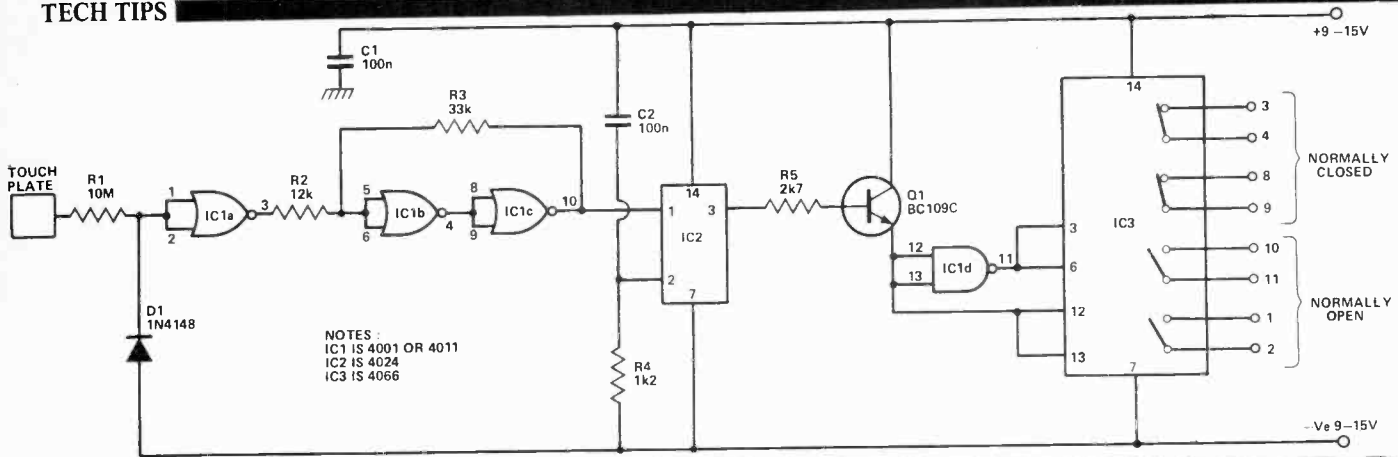 TECH TIPS
+9 –15V
C1
100n
R3
33k
C2
100n
14
3
4
NORMALLY
CLOSED
8
9
TOUCH
PLATE
R1
10M
1
2
IC1a
3
R2
12k
5
6
IC1b
4
8
9
IC1c
10
1
14
3
IC2
2
7
R5
2k7
Q1
BC109C
12
13
IC1d
11
3
6
12
13
IC3
7
10
11
NORMALLY
OPEN
1
2
D1
1N4148
NOTES :
IC1 IS 4001 OR 4011
IC2 IS 4024
IC3 IS 4066
R4
1k2
–Ve 9–15V